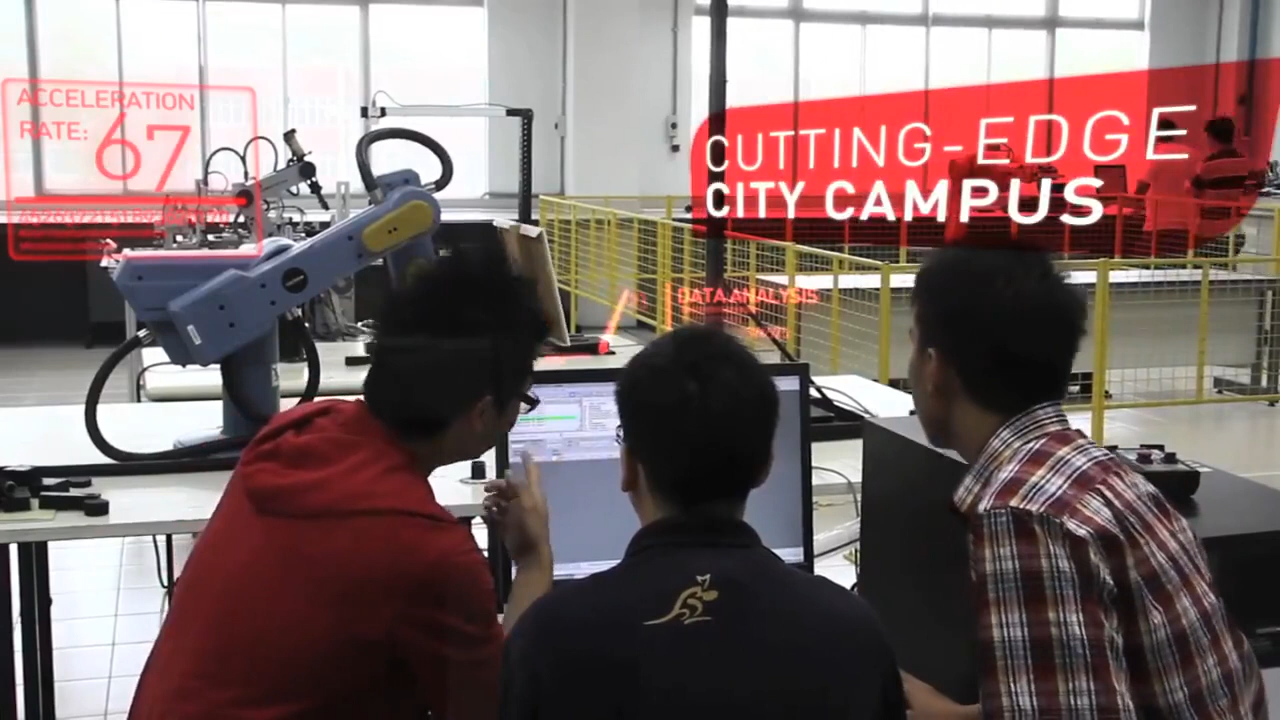 ACCELERATION
RATE: 67
CUTTING-EDGE
CITY CAMPUS
DATA ANALYSIS